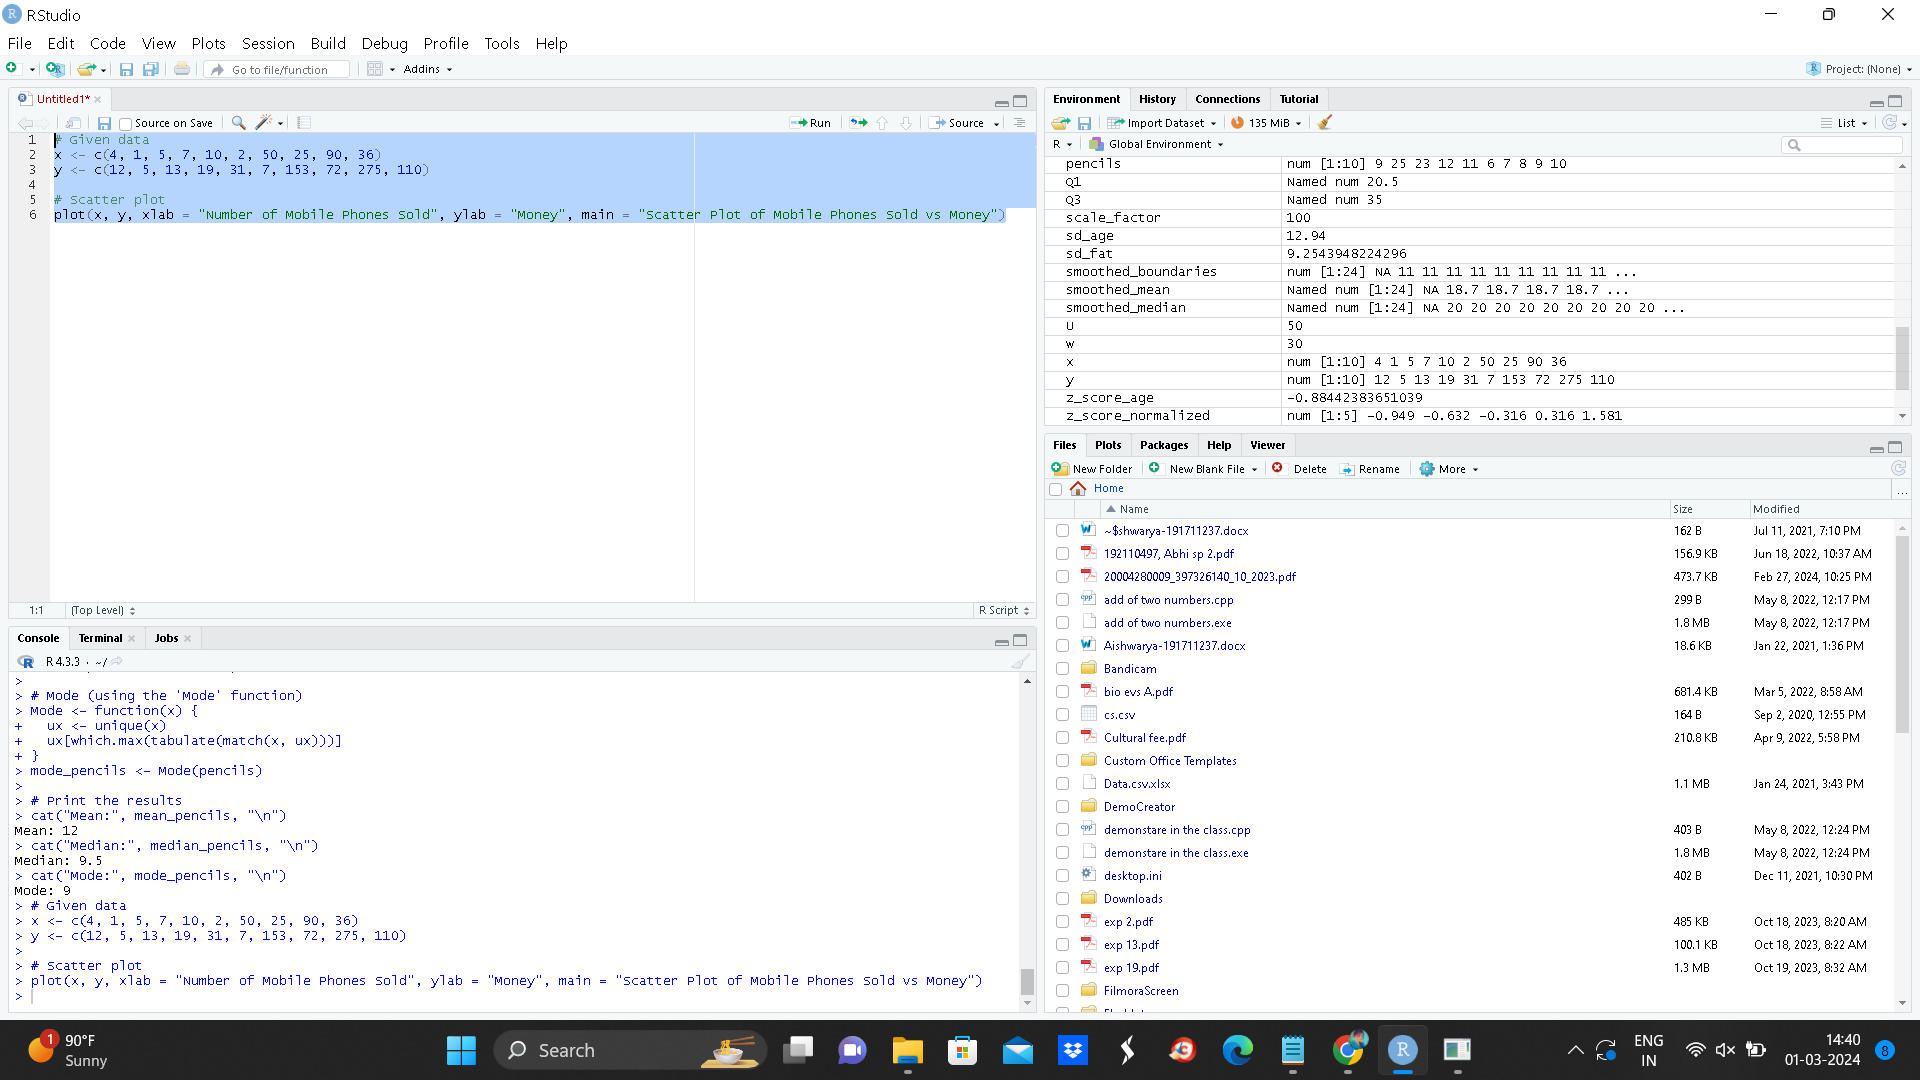 RStudio
File Edit Code View Plots Session Build Debug Profile Tools Help
Go to file/function Addins Project: (None)
Untitled1*
Source on Save Run Source
1 # Given data
2 x <- c(4, 1, 5, 7, 10, 2, 50, 25, 90, 36)
3 y <- c(12, 5, 13, 19, 31, 7, 153, 72, 275, 110)
4
5 # Scatter plot
6 plot(x, y, xlab = "Number of Mobile Phones Sold", ylab = "Money", main = "Scatter Plot of Mobile Phones Sold vs Money")
1:1 (Top Level) R Script
Console Terminal Jobs
R 4.3.3 · ~/
>
> # Mode (using the 'Mode' function)
> Mode <- function(x) {
+   ux <- unique(x)
+   ux[which.max(tabulate(match(x, ux)))]
+ }
> mode_pencils <- Mode(pencils)
>
> # Print the results
> cat("Mean:", mean_pencils, "\n")
Mean: 12
> cat("Median:", median_pencils, "\n")
Median: 9.5
> cat("Mode:", mode_pencils, "\n")
Mode: 9
> # Given data
> x <- c(4, 1, 5, 7, 10, 2, 50, 25, 90, 36)
> y <- c(12, 5, 13, 19, 31, 7, 153, 72, 275, 110)
>
> # Scatter plot
> plot(x, y, xlab = "Number of Mobile Phones Sold", ylab = "Money", main = "Scatter Plot of Mobile Phones Sold vs Money")
>
Environment History Connections Tutorial
Import Dataset 135 MiB List
R Global Environment
pencils num [1:10] 9 25 23 12 11 6 7 8 9 10
Q1 Named num 20.5
Q3 Named num 35
scale_factor 100
sd_age 12.94
sd_fat 9.2543948224296
smoothed_boundaries num [1:24] NA 11 11 11 11 11 11 11 11 11 ...
smoothed_mean Named num [1:24] NA 18.7 18.7 18.7 18.7 ...
smoothed_median Named num [1:24] NA 20 20 20 20 20 20 20 20 20 ...
U 50
w 30
x num [1:10] 4 1 5 7 10 2 50 25 90 36
y num [1:10] 12 5 13 19 31 7 153 72 275 110
z_score_age -0.88442383651039
z_score_normalized num [1:5] -0.949 -0.632 -0.316 0.316 1.581
Files Plots Packages Help Viewer
New Folder New Blank File Delete Rename More
Home ...
Name Size Modified
~$shwarya-191711237.docx 162 B Jul 11, 2021, 7:10 PM
192110497, Abhi sp 2.pdf 156.9 KB Jun 18, 2022, 10:37 AM
20004280009_397326140_10_2023.pdf 473.7 KB Feb 27, 2024, 10:25 PM
add of two numbers.cpp 299 B May 8, 2022, 12:17 PM
add of two numbers.exe 1.8 MB May 8, 2022, 12:17 PM
Aishwarya-191711237.docx 18.6 KB Jan 22, 2021, 1:36 PM
Bandicam
bio evs A.pdf 681.4 KB Mar 5, 2022, 8:58 AM
cs.csv 164 B Sep 2, 2020, 12:55 PM
Cultural fee.pdf 210.8 KB Apr 9, 2022, 5:58 PM
Custom Office Templates
Data.csv.xlsx 1.1 MB Jan 24, 2021, 3:43 PM
DemoCreator
demonstare in the class.cpp 403 B May 8, 2022, 12:24 PM
demonstare in the class.exe 1.8 MB May 8, 2022, 12:24 PM
desktop.ini 402 B Dec 11, 2021, 10:30 PM
Downloads
exp 2.pdf 485 KB Oct 18, 2023, 8:20 AM
exp 13.pdf 100.1 KB Oct 18, 2023, 8:22 AM
exp 19.pdf 1.3 MB Oct 19, 2023, 8:32 AM
FilmoraScreen
1 90°F
Sunny
Search
ENG
IN
14:40
01-03-2024
8